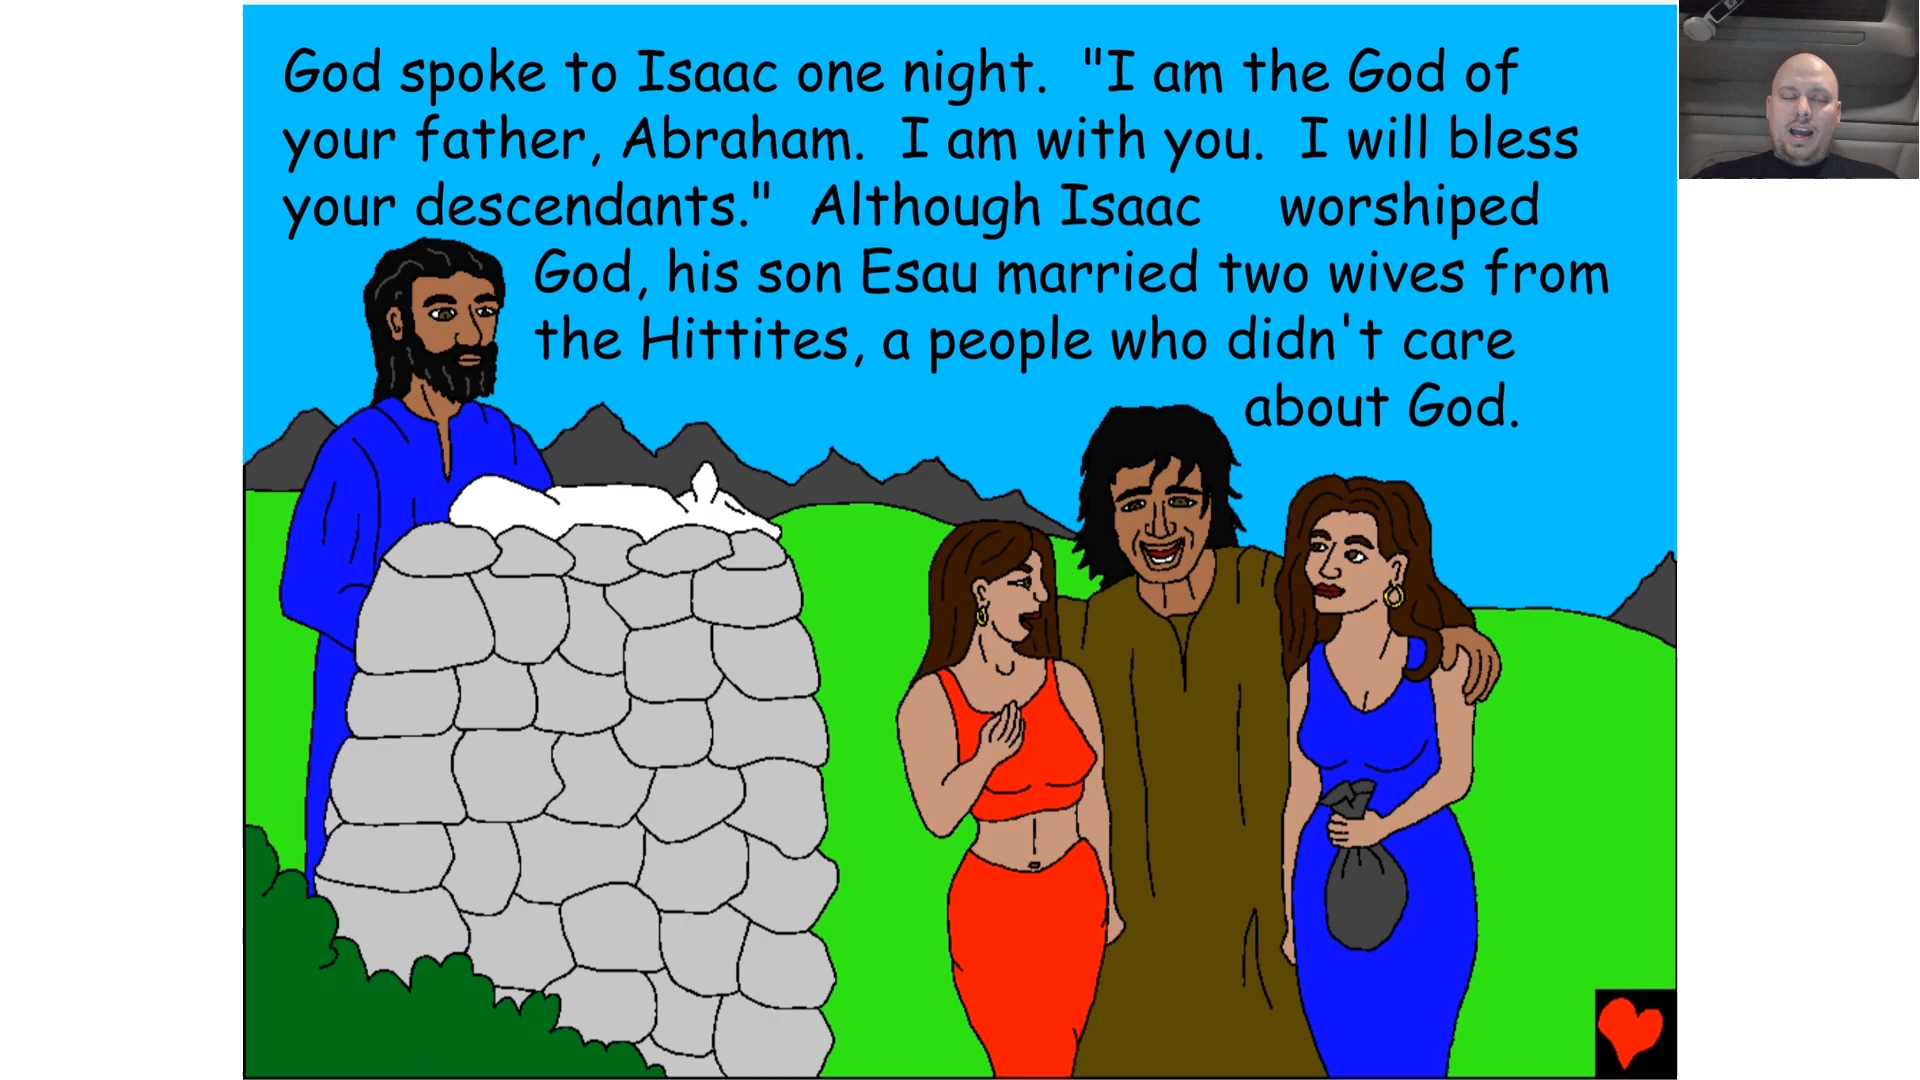 God spoke to Isaac one night. "I am the God of
your father, Abraham. I am with you. I will bless
your descendants." Although Isaac worshiped
God, his son Esau married two wives from
the Hittites, a people who didn't care
about God.